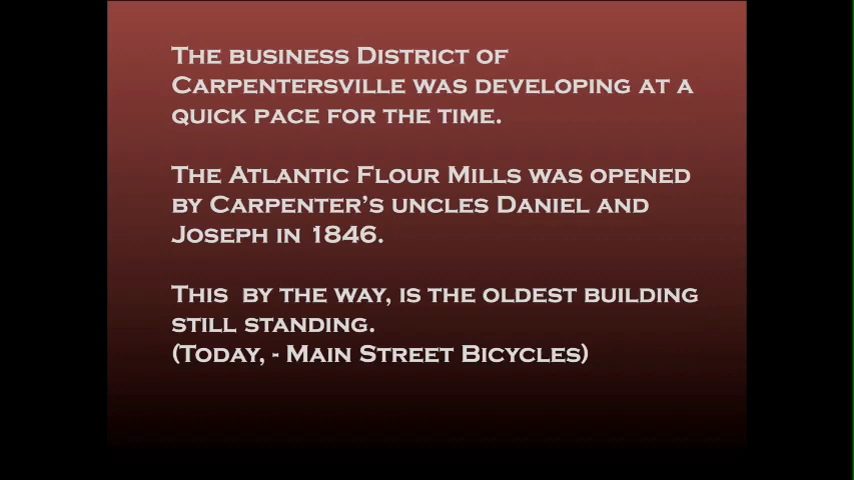 The business District of
Carpentersville was developing at a
quick pace for the time.
The Atlantic Flour Mills was opened
by Carpenter's uncles Daniel and
Joseph in 1846.
This by the way, is the oldest building
still standing.
(Today, - Main Street Bicycles)